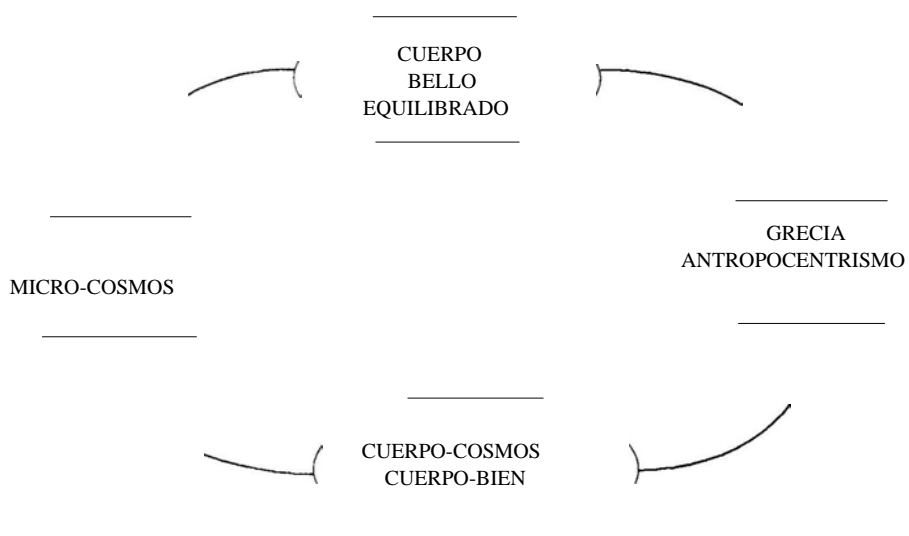 CUERPO
BELLO
EQUILIBRADO
GRECIA
ANTROPOCENTRISMO
MICRO-COSMOS
CUERPO-COSMOS
CUERPO-BIEN